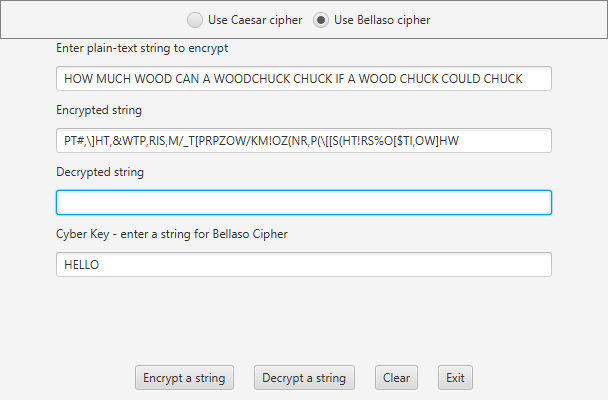 Use Caesar cipher Use Bellaso cipher
Enter plain-text string to encrypt
HOW MUCH WOOD CAN A WOODCHUCK CHUCK IF A WOOD CHUCK COULD CHUCK
Encrypted string
PT#,\]HT,&WTP,RIS,M/_T[PRPZOW/KM!OZ(NR,P(\[[S(HT!RS%O[$TI,OW]HW
Decrypted string
Cyber Key - enter a string for Bellaso Cipher
HELLO
Encrypt a string Decrypt a string Clear Exit